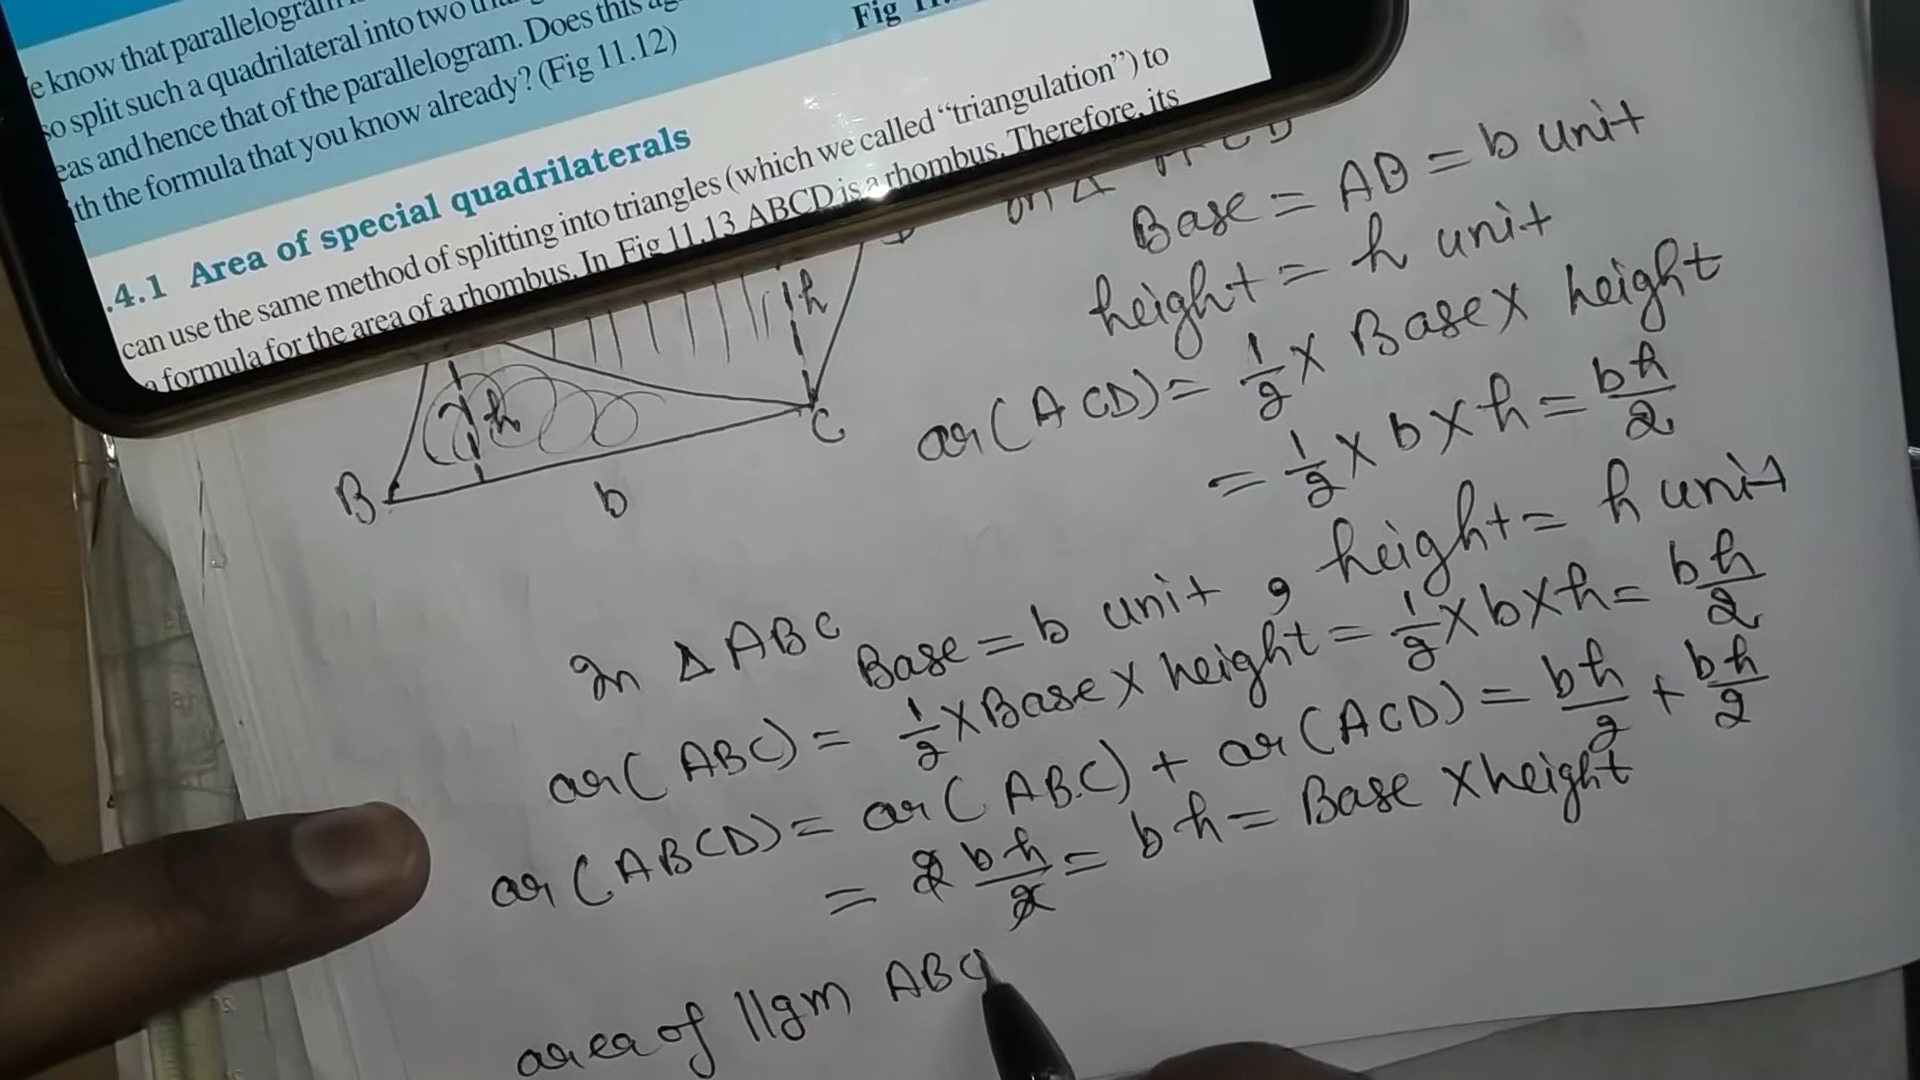 e know that parallelogram
so split such a quadrilateral into two
eas and hence that of the parallelogram. Does this
th the formula that you know already? (Fig 11.12)
Fig
.4.1 Area of special quadrilaterals
can use the same method of splitting into triangles (which we called “triangulation”) to
formula for the area of a rhombus. In Fig 11.13 ABCD is a rhombus. Therefore, its
Base = AD = b unit
height = h unit
ar(ACD) = 1/2 × Base × height
= 1/2 × b × h = bh/2
h
h
B
C
b
In Δ ABC Base = b unit, height = h unit
ar(ABC) = 1/2 × Base × height = 1/2 × b × h = bh/2
ar(ABCD) = ar(ABC) + ar(ACD) = bh/2 + bh/2
= 2 bh/2 = bh = Base × height
area of ||gm ABC